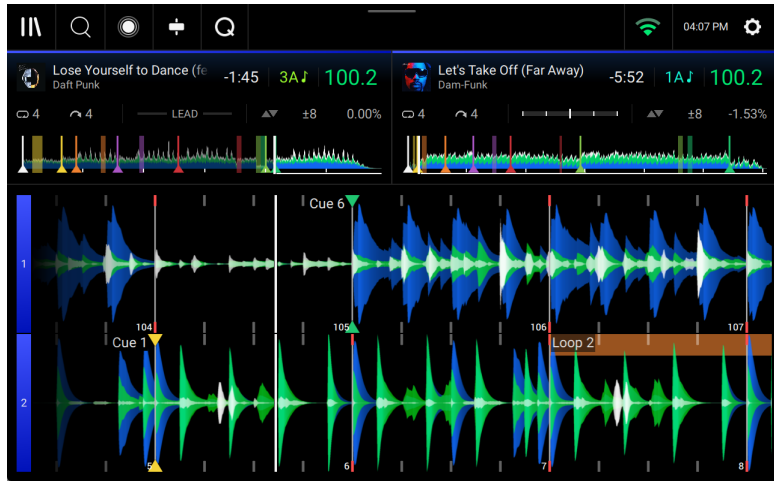 04:07 PM
Lose Yourself to Dance (fe
Daft Punk
-1:45
3A
100.2
4
4
LEAD
±8
0.00%
Let's Take Off (Far Away)
Dam-Funk
-5:52
1A
100.2
4
4
±8
-1.53%
Cue 6
1
104
105
106
107
Cue 1
Loop 2
2
5
6
7
8